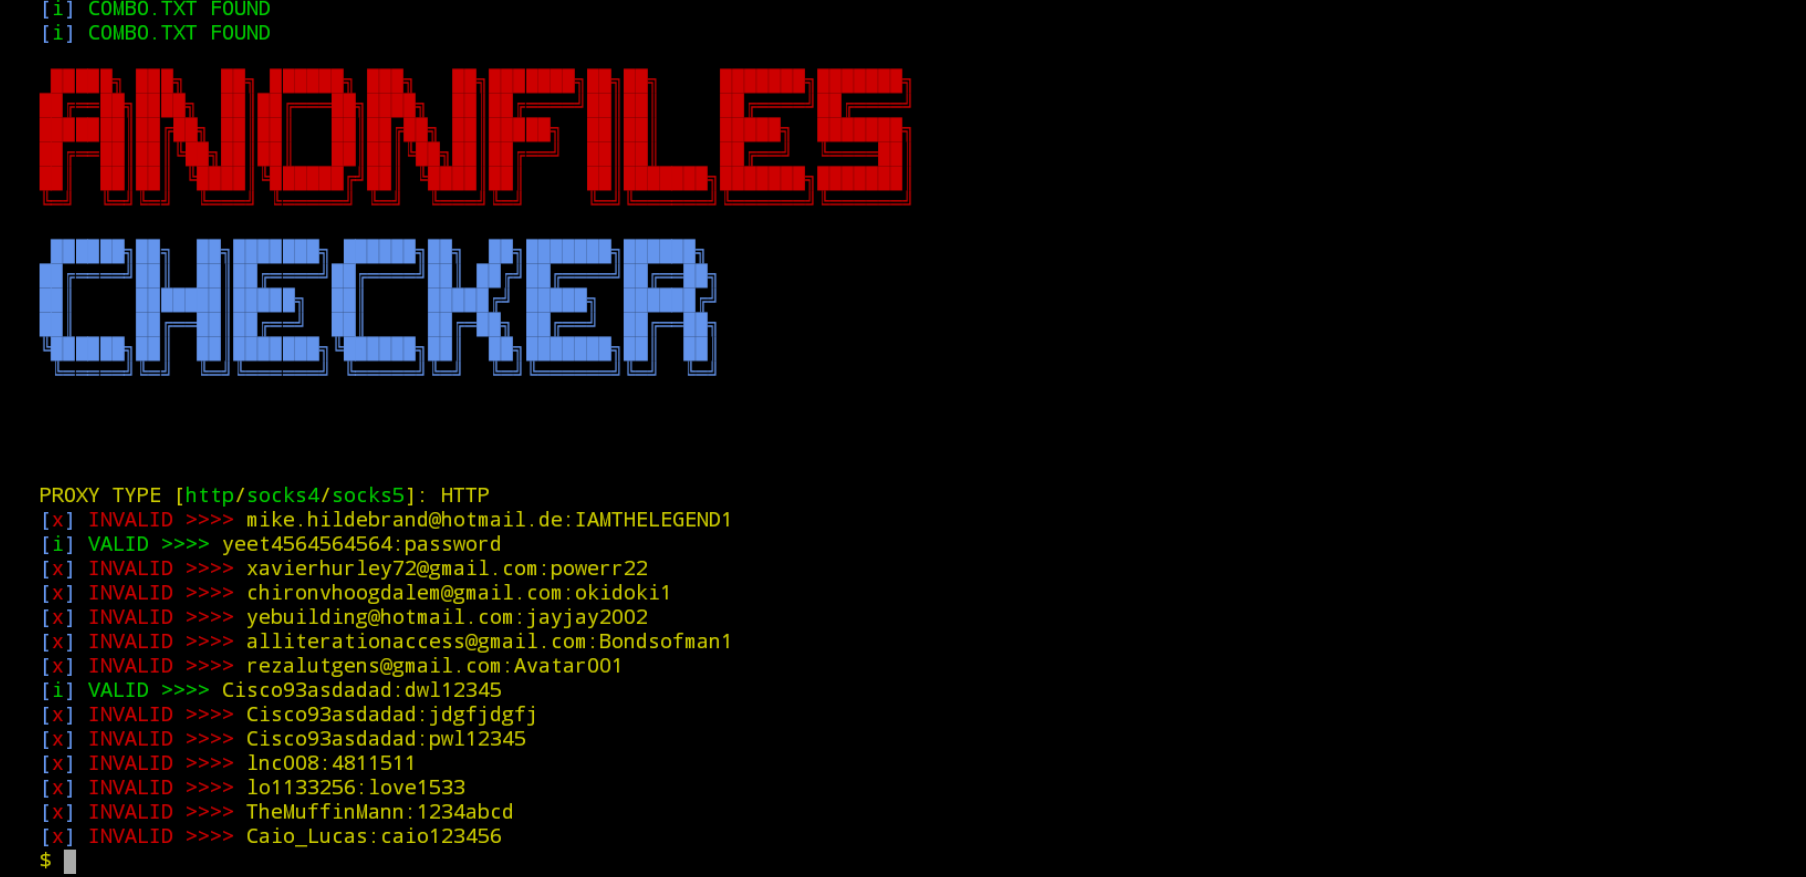 [i] COMBO.TXT FOUND
[i] COMBO.TXT FOUND
ANONFILES
CHECKER
PROXY TYPE [http/socks4/socks5]: HTTP
[x] INVALID >>>> mike.hildebrand@hotmail.de:IAMTHELEGEND1
[i] VALID >>>> yeet4564564564:password
[x] INVALID >>>> xavierhurley72@gmail.com:powerr22
[x] INVALID >>>> chironvhoogdalem@gmail.com:okidoki1
[x] INVALID >>>> yebuilding@hotmail.com:jayjay2002
[x] INVALID >>>> alliterationaccess@gmail.com:Bondsofman1
[x] INVALID >>>> rezalutgens@gmail.com:Avatar001
[i] VALID >>>> Cisco93asdadad:dwl12345
[x] INVALID >>>> Cisco93asdadad:jdgfjdgfj
[x] INVALID >>>> Cisco93asdadad:pwl12345
[x] INVALID >>>> lnc008:4811511
[x] INVALID >>>> lo1133256:love1533
[x] INVALID >>>> TheMuffinMann:1234abcd
[x] INVALID >>>> Caio_Lucas:caio123456
$